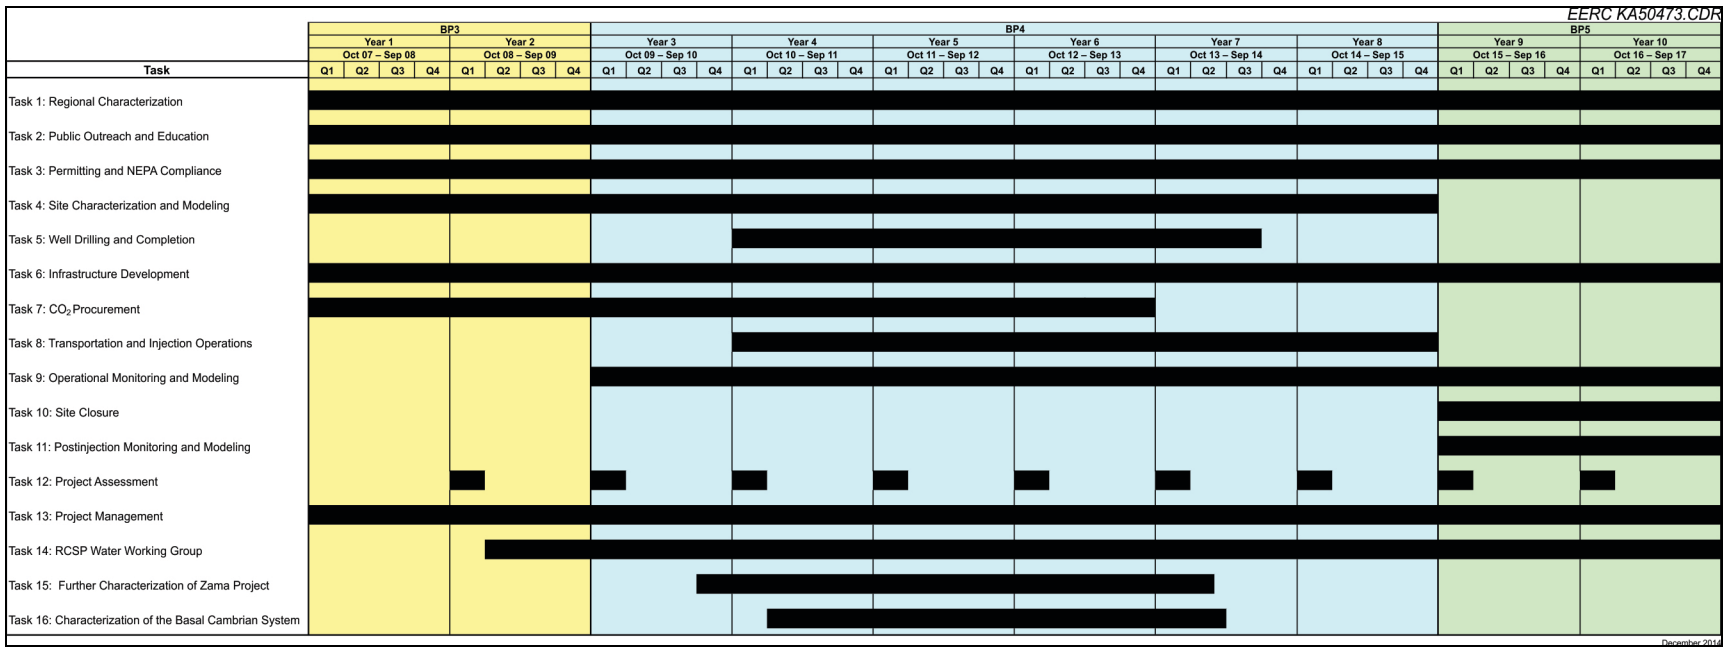 EERC KA50473.CDR
BP3 BP4 BP5
Year 1 Year 2 Year 3 Year 4 Year 5 Year 6 Year 7 Year 8 Year 9 Year 10
Oct 07 – Sep 08 Oct 08 – Sep 09 Oct 09 – Sep 10 Oct 10 – Sep 11 Oct 11 – Sep 12 Oct 12 – Sep 13 Oct 13 – Sep 14 Oct 14 – Sep 15 Oct 15 – Sep 16 Oct 16 – Sep 17
Task Q1 Q2 Q3 Q4 Q1 Q2 Q3 Q4 Q1 Q2 Q3 Q4 Q1 Q2 Q3 Q4 Q1 Q2 Q3 Q4 Q1 Q2 Q3 Q4 Q1 Q2 Q3 Q4 Q1 Q2 Q3 Q4 Q1 Q2 Q3 Q4 Q1 Q2 Q3 Q4
Task 1: Regional Characterization
Task 2: Public Outreach and Education
Task 3: Permitting and NEPA Compliance
Task 4: Site Characterization and Modeling
Task 5: Well Drilling and Completion
Task 6: Infrastructure Development
Task 7: CO₂ Procurement
Task 8: Transportation and Injection Operations
Task 9: Operational Monitoring and Modeling
Task 10: Site Closure
Task 11: Postinjection Monitoring and Modeling
Task 12: Project Assessment
Task 13: Project Management
Task 14: RCSP Water Working Group
Task 15: Further Characterization of Zama Project
Task 16: Characterization of the Basal Cambrian System
December 2014